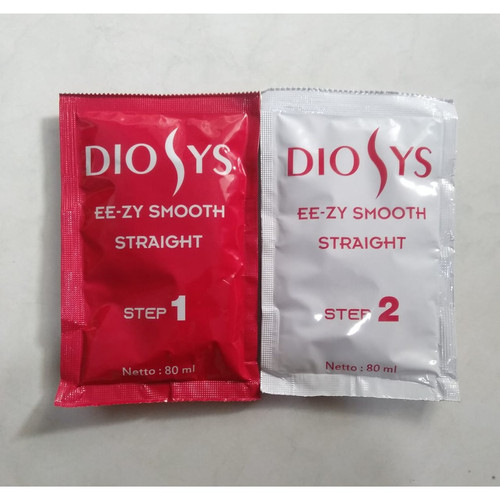 DIOSYS
EE-ZY SMOOTH
STRAIGHT
STEP 1
Netto : 80 ml
DIOSYS
EE-ZY SMOOTH
STRAIGHT
STEP 2
Netto : 80 ml